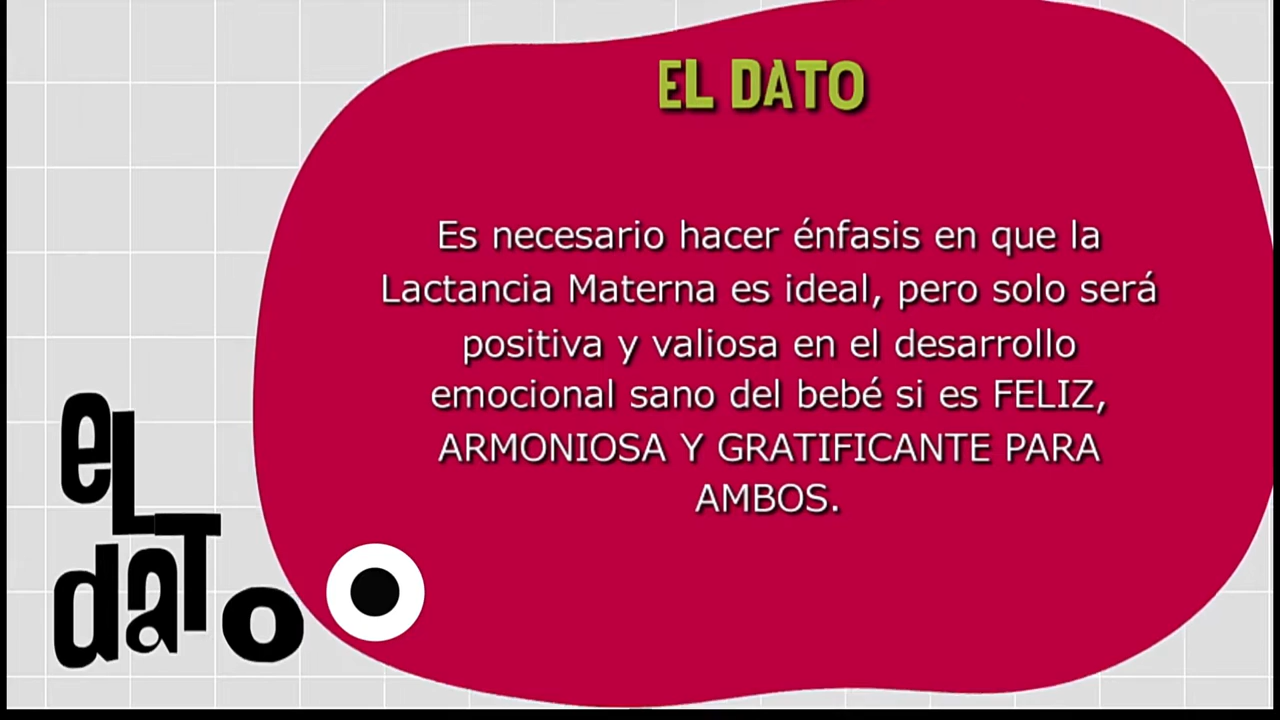 EL DATO
Es necesario hacer énfasis en que la
Lactancia Materna es ideal, pero solo será
positiva y valiosa en el desarrollo
emocional sano del bebé si es FELIZ,
ARMONIOSA Y GRATIFICANTE PARA
AMBOS.
eL
daTo